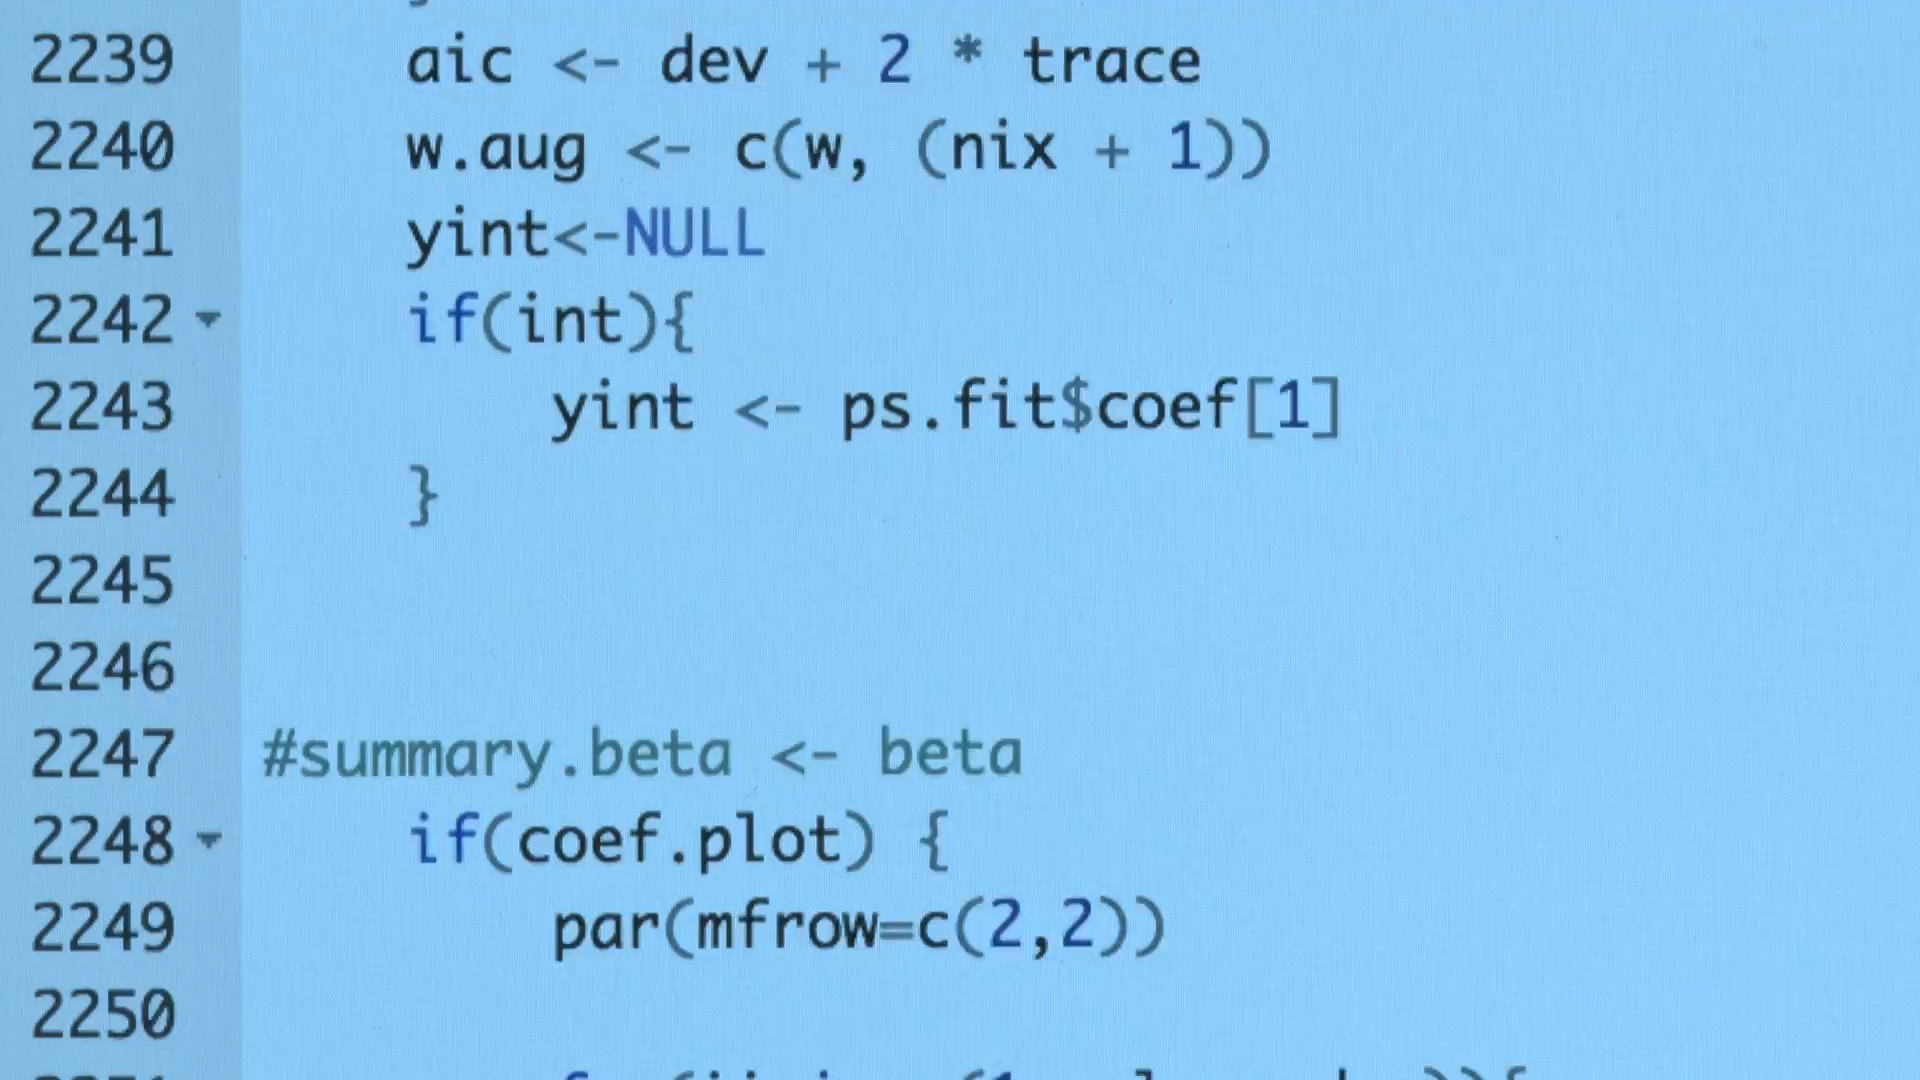 2239 aic <- dev + 2 * trace
2240 w.aug <- c(w, (nix + 1))
2241 yint<-NULL
2242 if(int){
2243 yint <- ps.fit$coef[1]
2244 }
2245
2246
2247 #summary.beta <- beta
2248 if(coef.plot) {
2249 par(mfrow=c(2,2))
2250